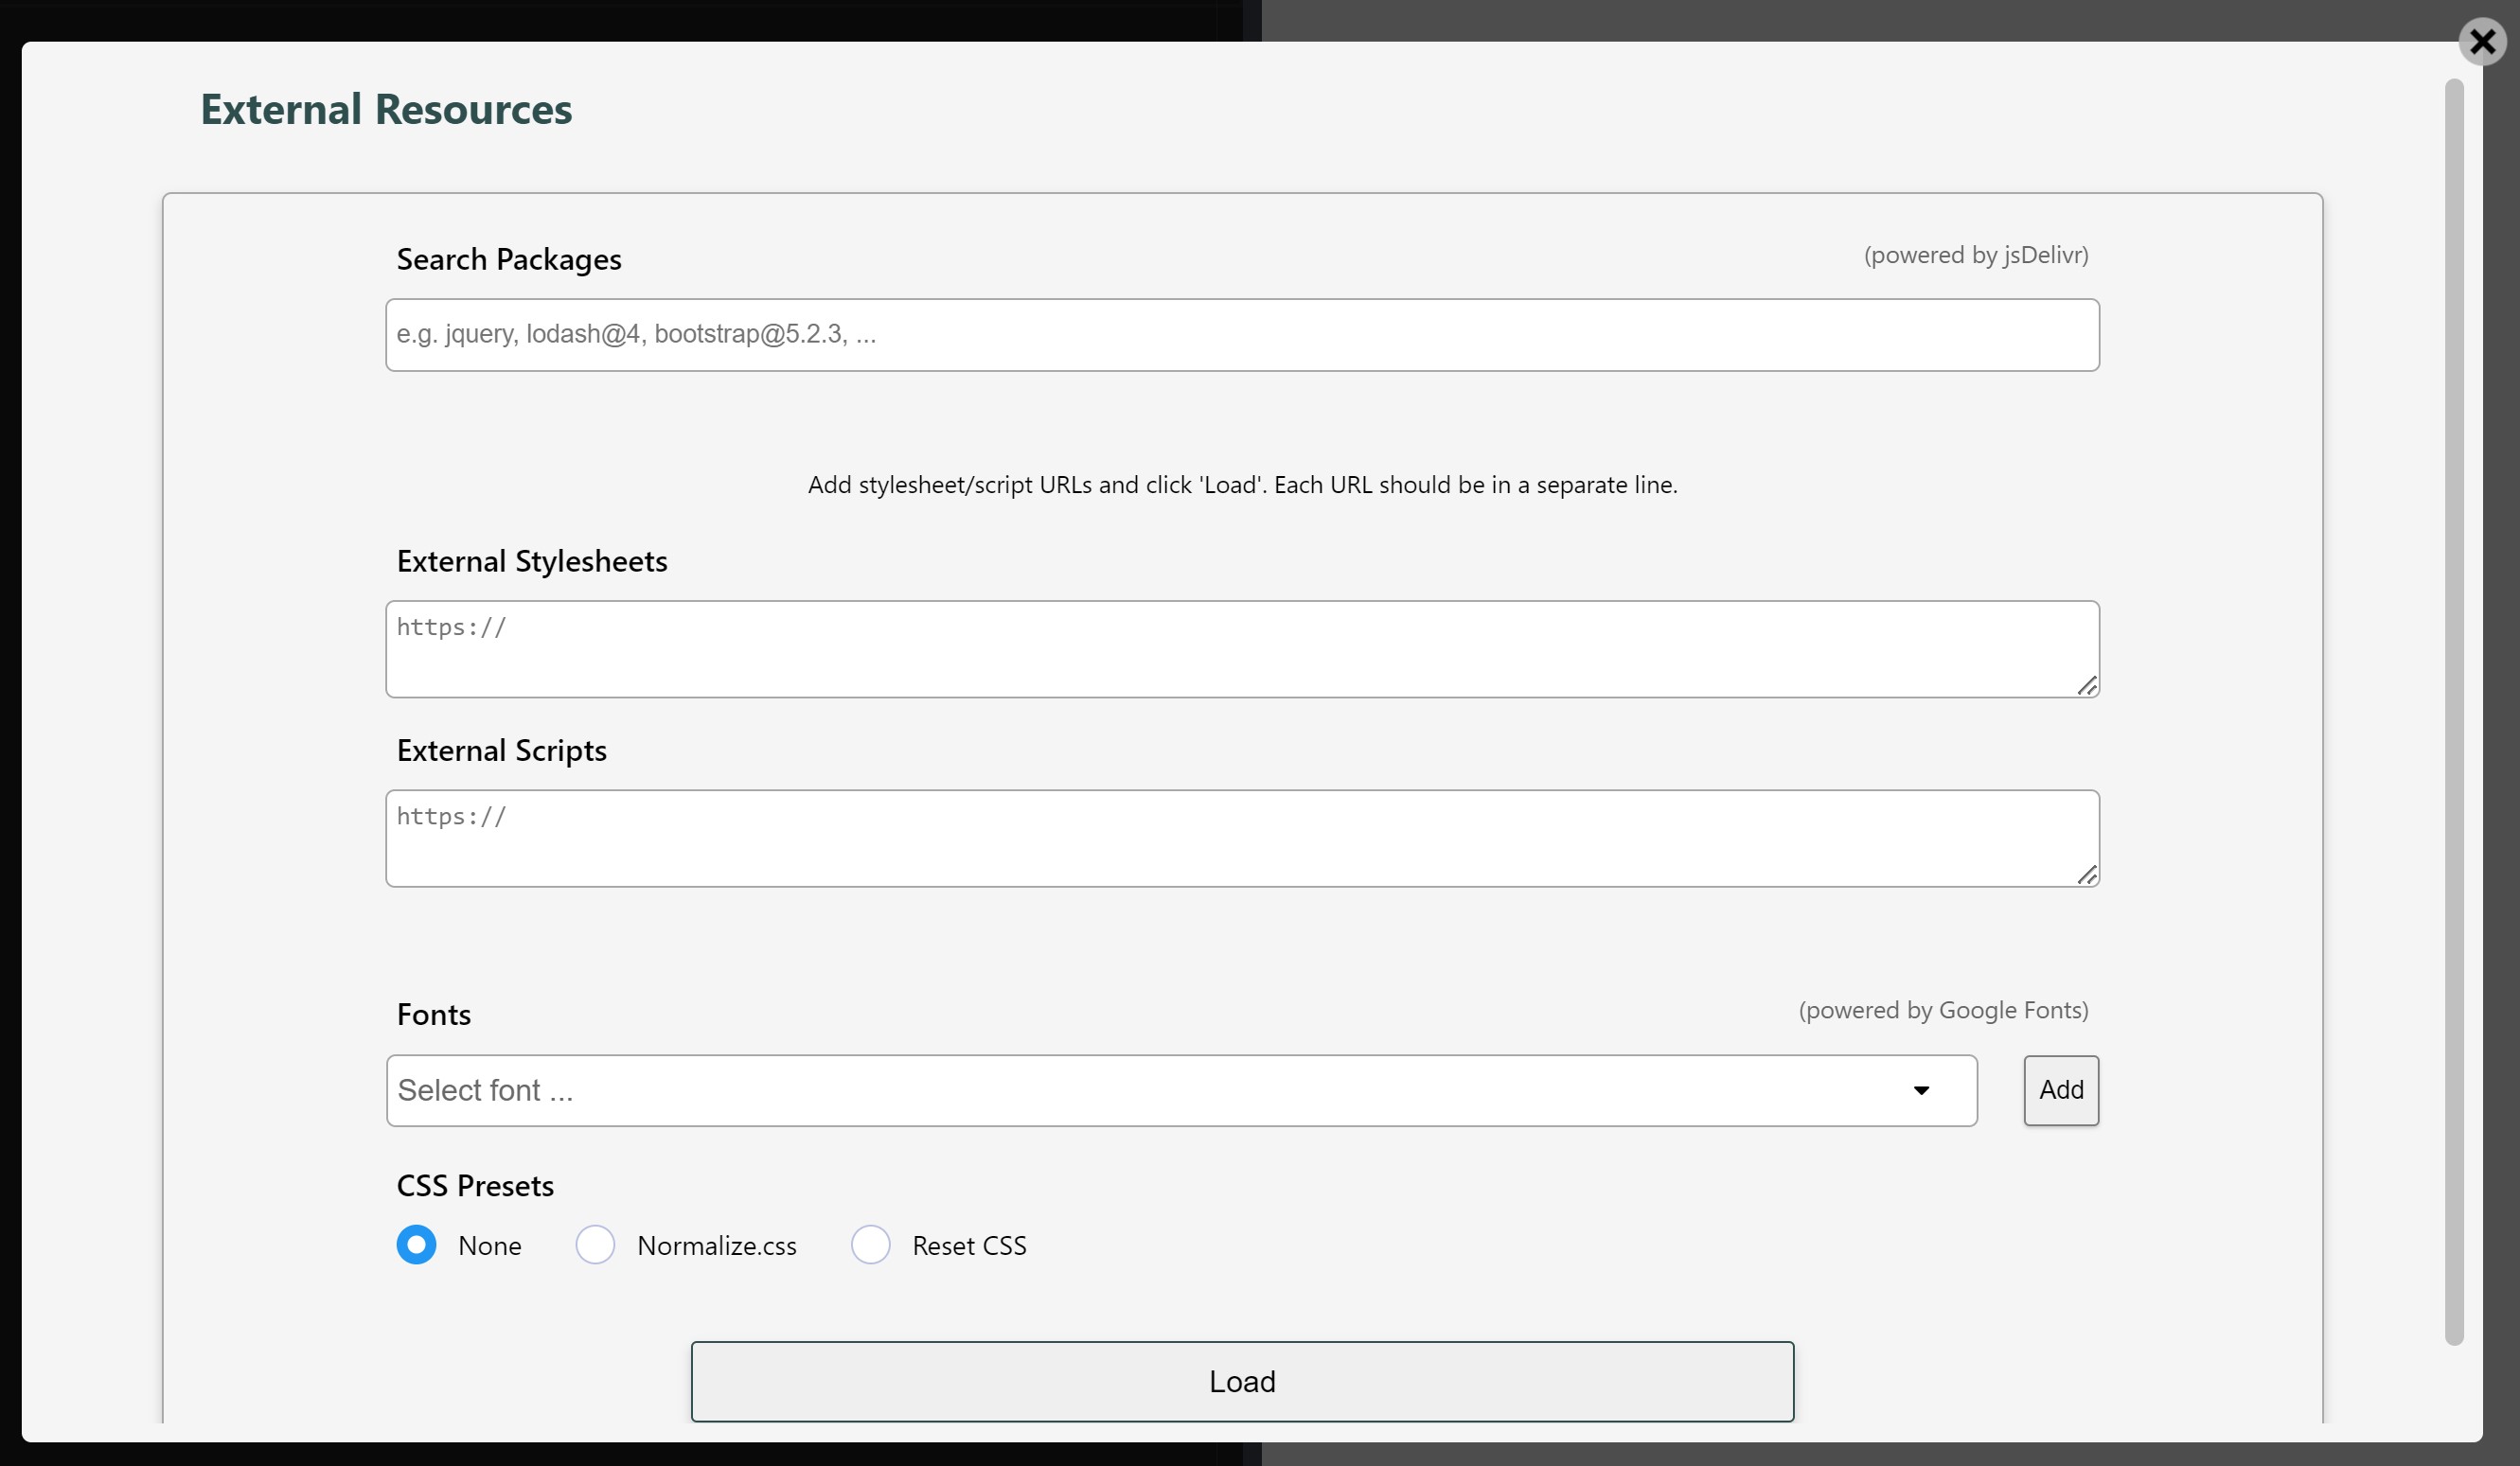 External Resources
Search Packages
(powered by jsDelivr)
e.g. jquery, lodash@4, bootstrap@5.2.3, ...
Add stylesheet/script URLs and click 'Load'. Each URL should be in a separate line.
External Stylesheets
https://
External Scripts
https://
Fonts
(powered by Google Fonts)
Select font ...
Add
CSS Presets
None
Normalize.css
Reset CSS
Load